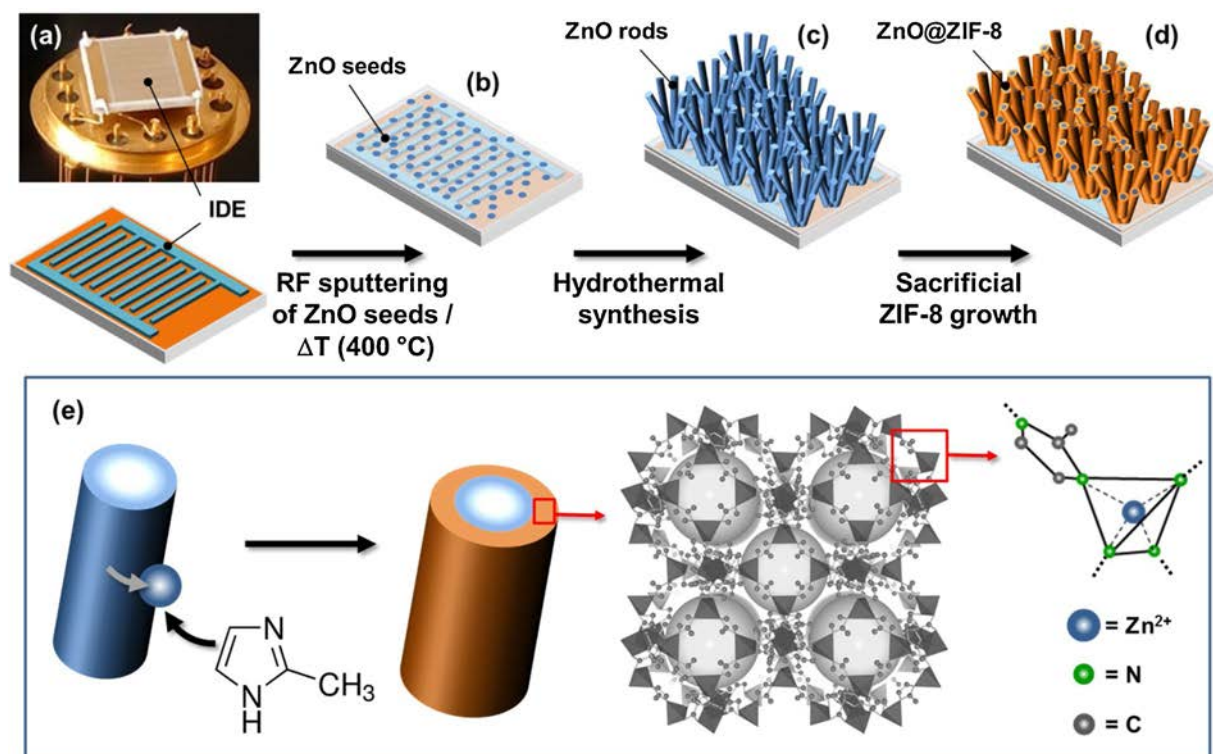 (a)
IDE
RF sputtering
of ZnO seeds /
ΔT (400 °C)
ZnO seeds
(b)
Hydrothermal
synthesis
ZnO rods
(c)
Sacrificial
ZIF-8 growth
ZnO@ZIF-8
(d)
(e)
N
N
H
CH₃
= Zn²⁺
= N
= C